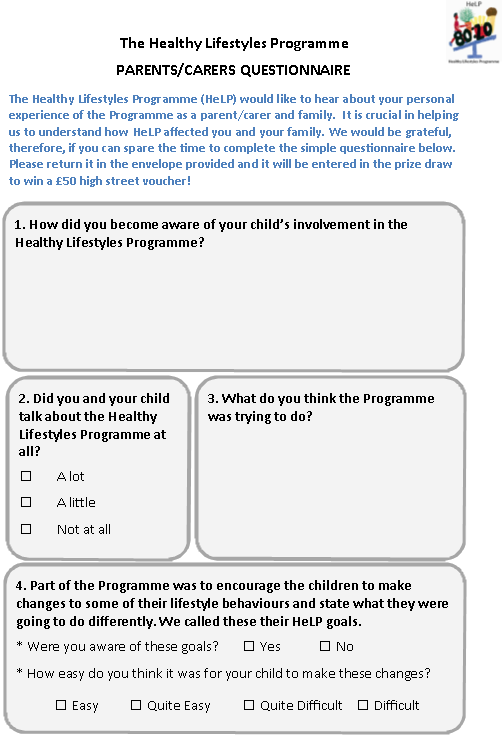 HeLP
80 20
Healthy Lifestyles Programme
The Healthy Lifestyles Programme
PARENTS/CARERS QUESTIONNAIRE
The Healthy Lifestyles Programme (HeLP) would like to hear about your personal
experience of the Programme as a parent/carer and family.  It is crucial in helping
us to understand how HeLP affected you and your family. We would be grateful,
therefore, if you can spare the time to complete the simple questionnaire below.
Please return it in the envelope provided and it will be entered in the prize draw
to win a £50 high street voucher!
1. How did you become aware of your child's involvement in the
Healthy Lifestyles Programme?
2. Did you and your child
talk about the Healthy
Lifestyles Programme at
all?
☐ A lot
☐ A little
☐ Not at all
3. What do you think the Programme
was trying to do?
4. Part of the Programme was to encourage the children to make
changes to some of their lifestyle behaviours and state what they were
going to do differently. We called these their HeLP goals.
* Were you aware of these goals? ☐ Yes ☐ No
* How easy do you think it was for your child to make these changes?
☐ Easy ☐ Quite Easy ☐ Quite Difficult ☐ Difficult